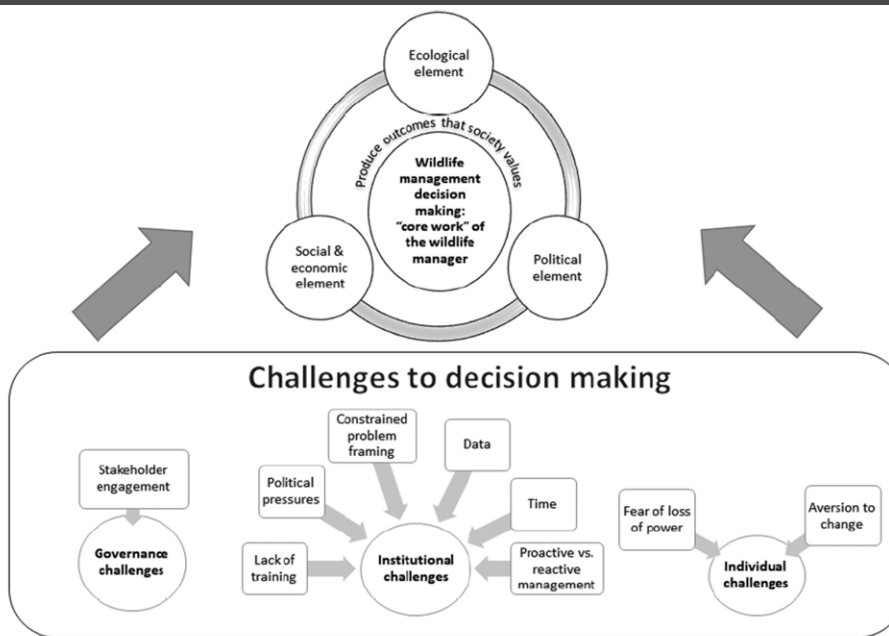 Ecological
element
Produce outcomes that society values
Wildlife
management
decision
making:
“core work” of
the wildlife
manager
Social &
economic
element
Political
element
Challenges to decision making
Stakeholder
engagement
Governance
challenges
Constrained
problem
framing
Data
Political
pressures
Time
Lack of
training
Institutional
challenges
Proactive vs.
reactive
management
Fear of loss
of power
Aversion to
change
Individual
challenges